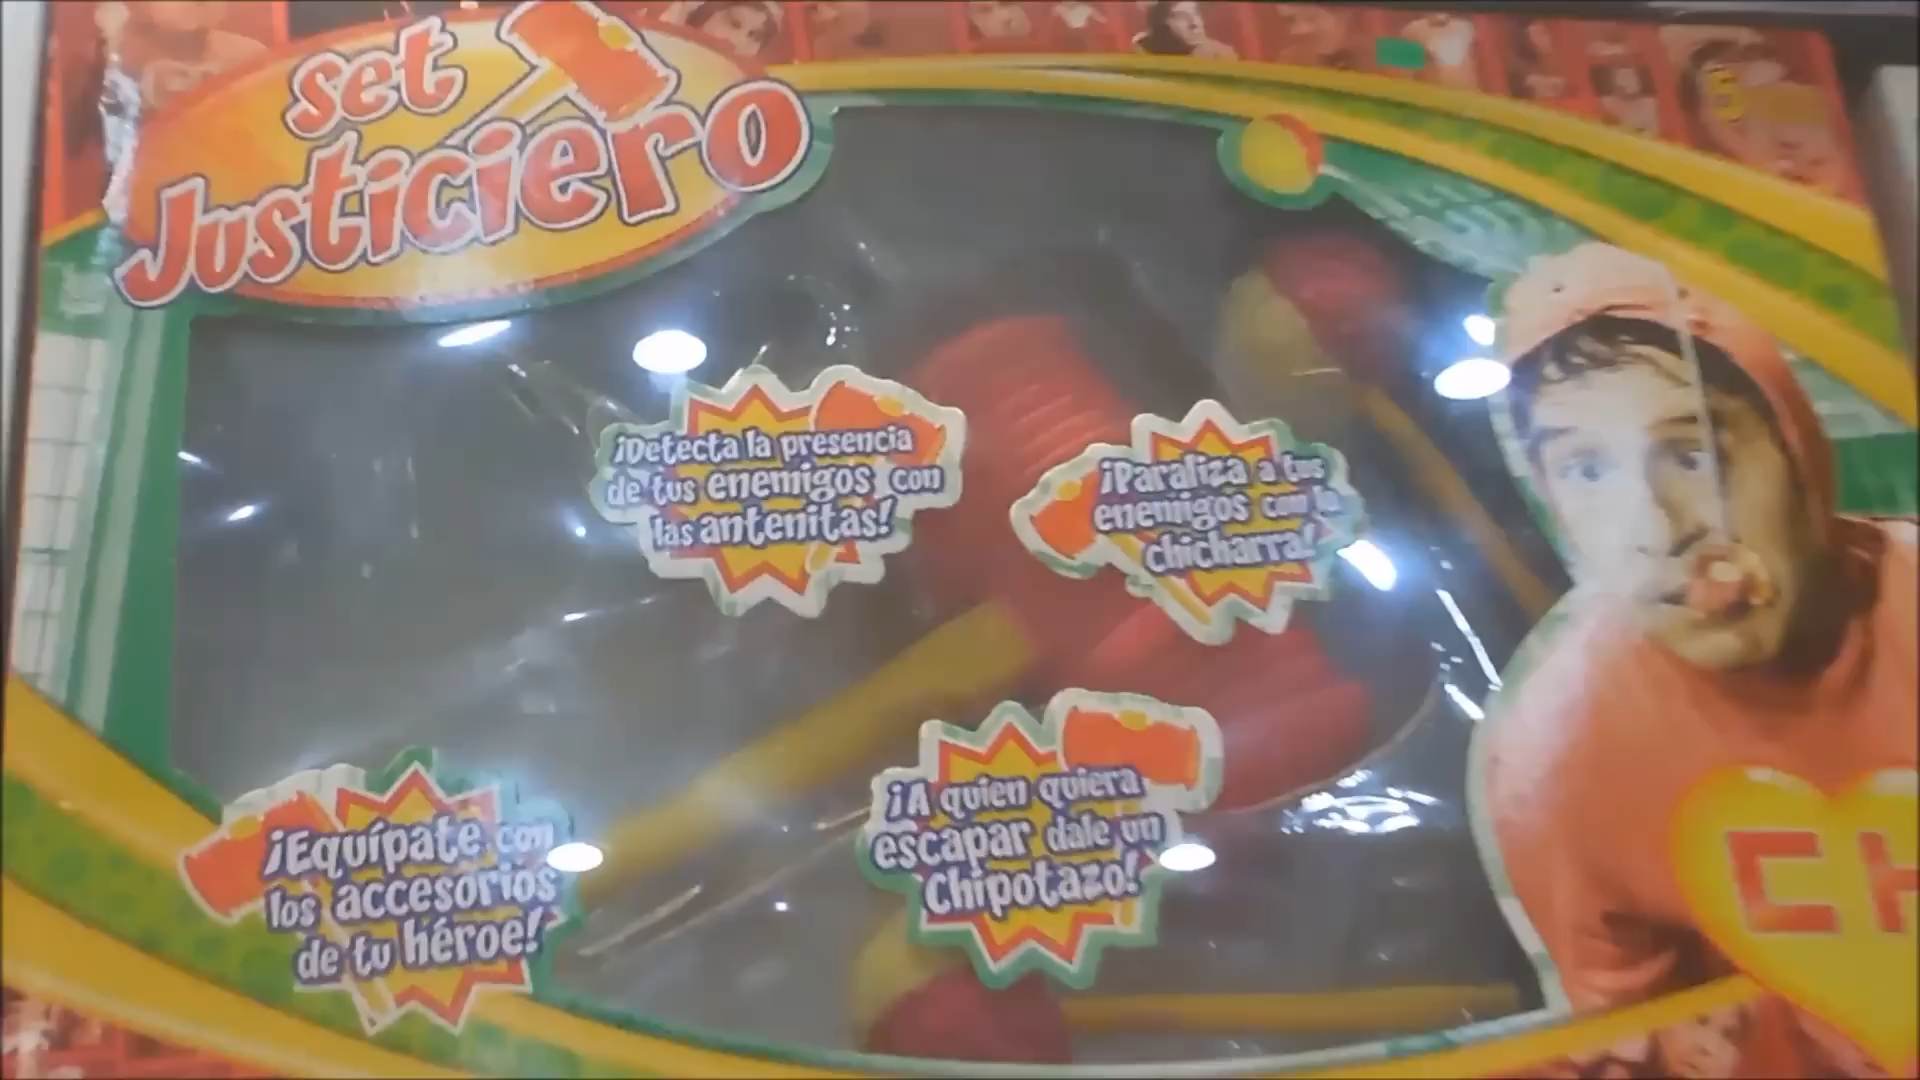 Set
Justiciero
¡Detecta la presencia
de tus enemigos con
las antenitas!
¡Paraliza a tus
enemigos con la
chicharra!
¡Equípate con
los accesorios
de tu héroe!
¡A quien quiera
escapar dale un
Chipotazo!
CH